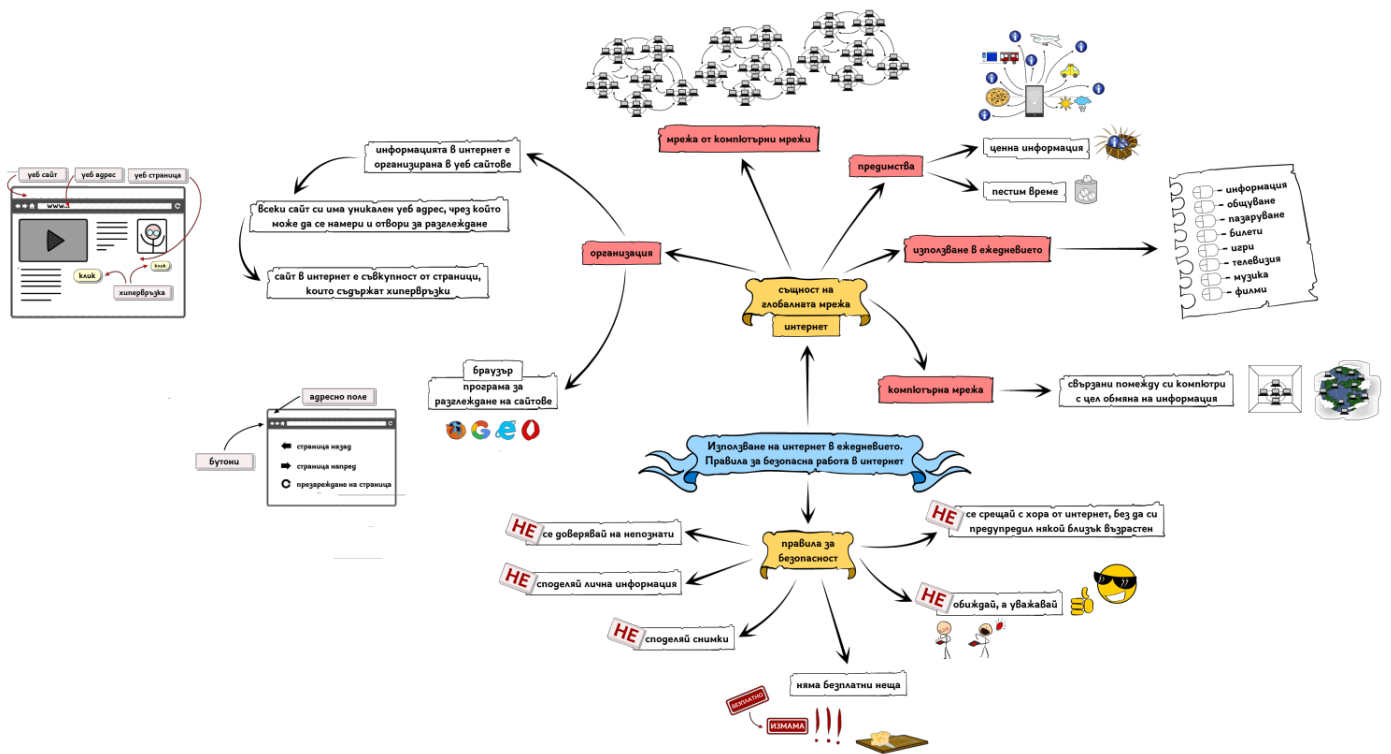 мрежа от компютърни мрежи
информацията в интернет е
организирана в уеб сайтове
предимства
ценна информация
пестим време
уеб сайт
уеб адрес
уеб страница
www.
клик
клик
хипервръзка
всеки сайт си има уникален уеб адрес, чрез който
може да се намери и отвори за разглеждане
сайт в интернет е съвкупност от страници,
които съдържат хипервръзки
организация
използване в ежедневието
- информация
- общуване
- пазаруване
- билети
- игри
- телевизия
- музика
- филми
същност на
глобалната мрежа
интернет
браузър
програма за
разглеждане на сайтове
компютърна мрежа
свързани помежду си компютри
с цел обмяна на информация
адресно поле
бутони
страница назад
страница напред
презареждане на страница
Използване на интернет в ежедневието.
Правила за безопасна работа в интернет
правила за
безопасност
НЕ се доверявай на непознати
НЕ споделяй лична информация
НЕ споделяй снимки
НЕ се срещай с хора от интернет, без да си
предупредил някой близък възрастен
НЕ обиждай, а уважавай
няма безплатни неща
БЕЗПЛАТНО
ИЗМАМА
!!!